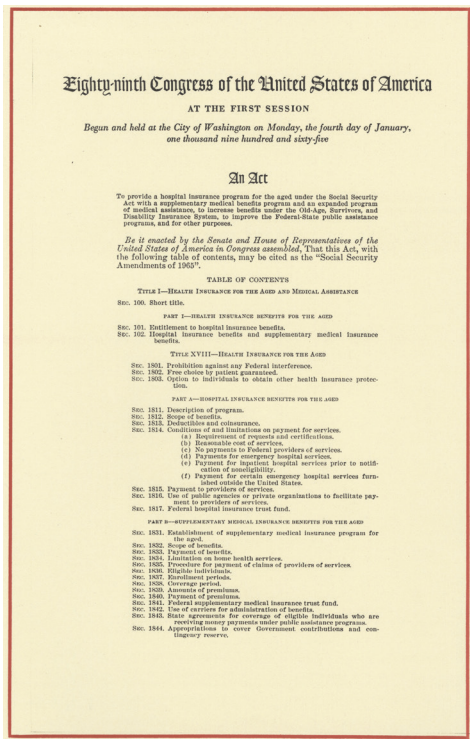 Eighty-ninth Congress of the United States of America
AT THE FIRST SESSION
Begun and held at the City of Washington on Monday, the fourth day of January,
one thousand nine hundred and sixty-five
An Act
To provide a hospital insurance program for the aged under the Social Security
Act with a supplementary medical benefits program and an expanded program
of medical assistance, to increase benefits under the Old-Age, Survivors, and
Disability Insurance System, to improve the Federal-State public assistance
programs, and for other purposes.
Be it enacted by the Senate and House of Representatives of the
United States of America in Congress assembled, That this Act, with
the following table of contents, may be cited as the "Social Security
Amendments of 1965".
TABLE OF CONTENTS
TITLE I—HEALTH INSURANCE FOR THE AGED AND MEDICAL ASSISTANCE
SEC. 100. Short title.
PART 1—HEALTH INSURANCE BENEFITS FOR THE AGED
SEC. 101. Entitlement to hospital insurance benefits.
SEC. 102. Hospital insurance benefits and supplementary medical insurance
benefits.
TITLE XVIII—HEALTH INSURANCE FOR THE AGED
SEC. 1801. Prohibition against any Federal interference.
SEC. 1802. Free choice by patient guaranteed.
SEC. 1803. Option to individuals to obtain other health insurance protec-
tion.
PART A—HOSPITAL INSURANCE BENEFITS FOR THE AGED
SEC. 1811. Description of program.
SEC. 1812. Scope of benefits.
SEC. 1813. Deductibles and coinsurance.
SEC. 1814. Conditions of and limitations on payment for services.
(a) Requirement of requests and certifications.
(b) Reasonable cost of services.
(c) No payments to Federal providers of services.
(d) Payments for emergency hospital services.
(e) Payment for inpatient hospital services prior to notifi-
cation of noneligibility.
(f) Payment for certain emergency hospital services furn-
ished outside the United States.
SEC. 1815. Payment to providers of services.
SEC. 1816. Use of public agencies or private organizations to facilitate pay-
ment to providers of services.
SEC. 1817. Federal hospital insurance trust fund.
PART B—SUPPLEMENTARY MEDICAL INSURANCE BENEFITS FOR THE AGED
SEC. 1831. Establishment of supplementary medical insurance program for
the aged.
SEC. 1832. Scope of benefits.
SEC. 1833. Payment of benefits.
SEC. 1834. Limitation on home health services.
SEC. 1835. Procedure for payment of claims of providers of services.
SEC. 1836. Eligible individuals.
SEC. 1837. Enrollment periods.
SEC. 1838. Coverage period.
SEC. 1839. Amounts of premiums.
SEC. 1840. Payment of premiums.
SEC. 1841. Federal supplementary medical insurance trust fund.
SEC. 1842. Use of carriers for administration of benefits.
SEC. 1843. State agreements for coverage of eligible individuals who are
receiving money payments under public assistance programs.
SEC. 1844. Appropriations to cover Government contributions and con-
tingency reserve.